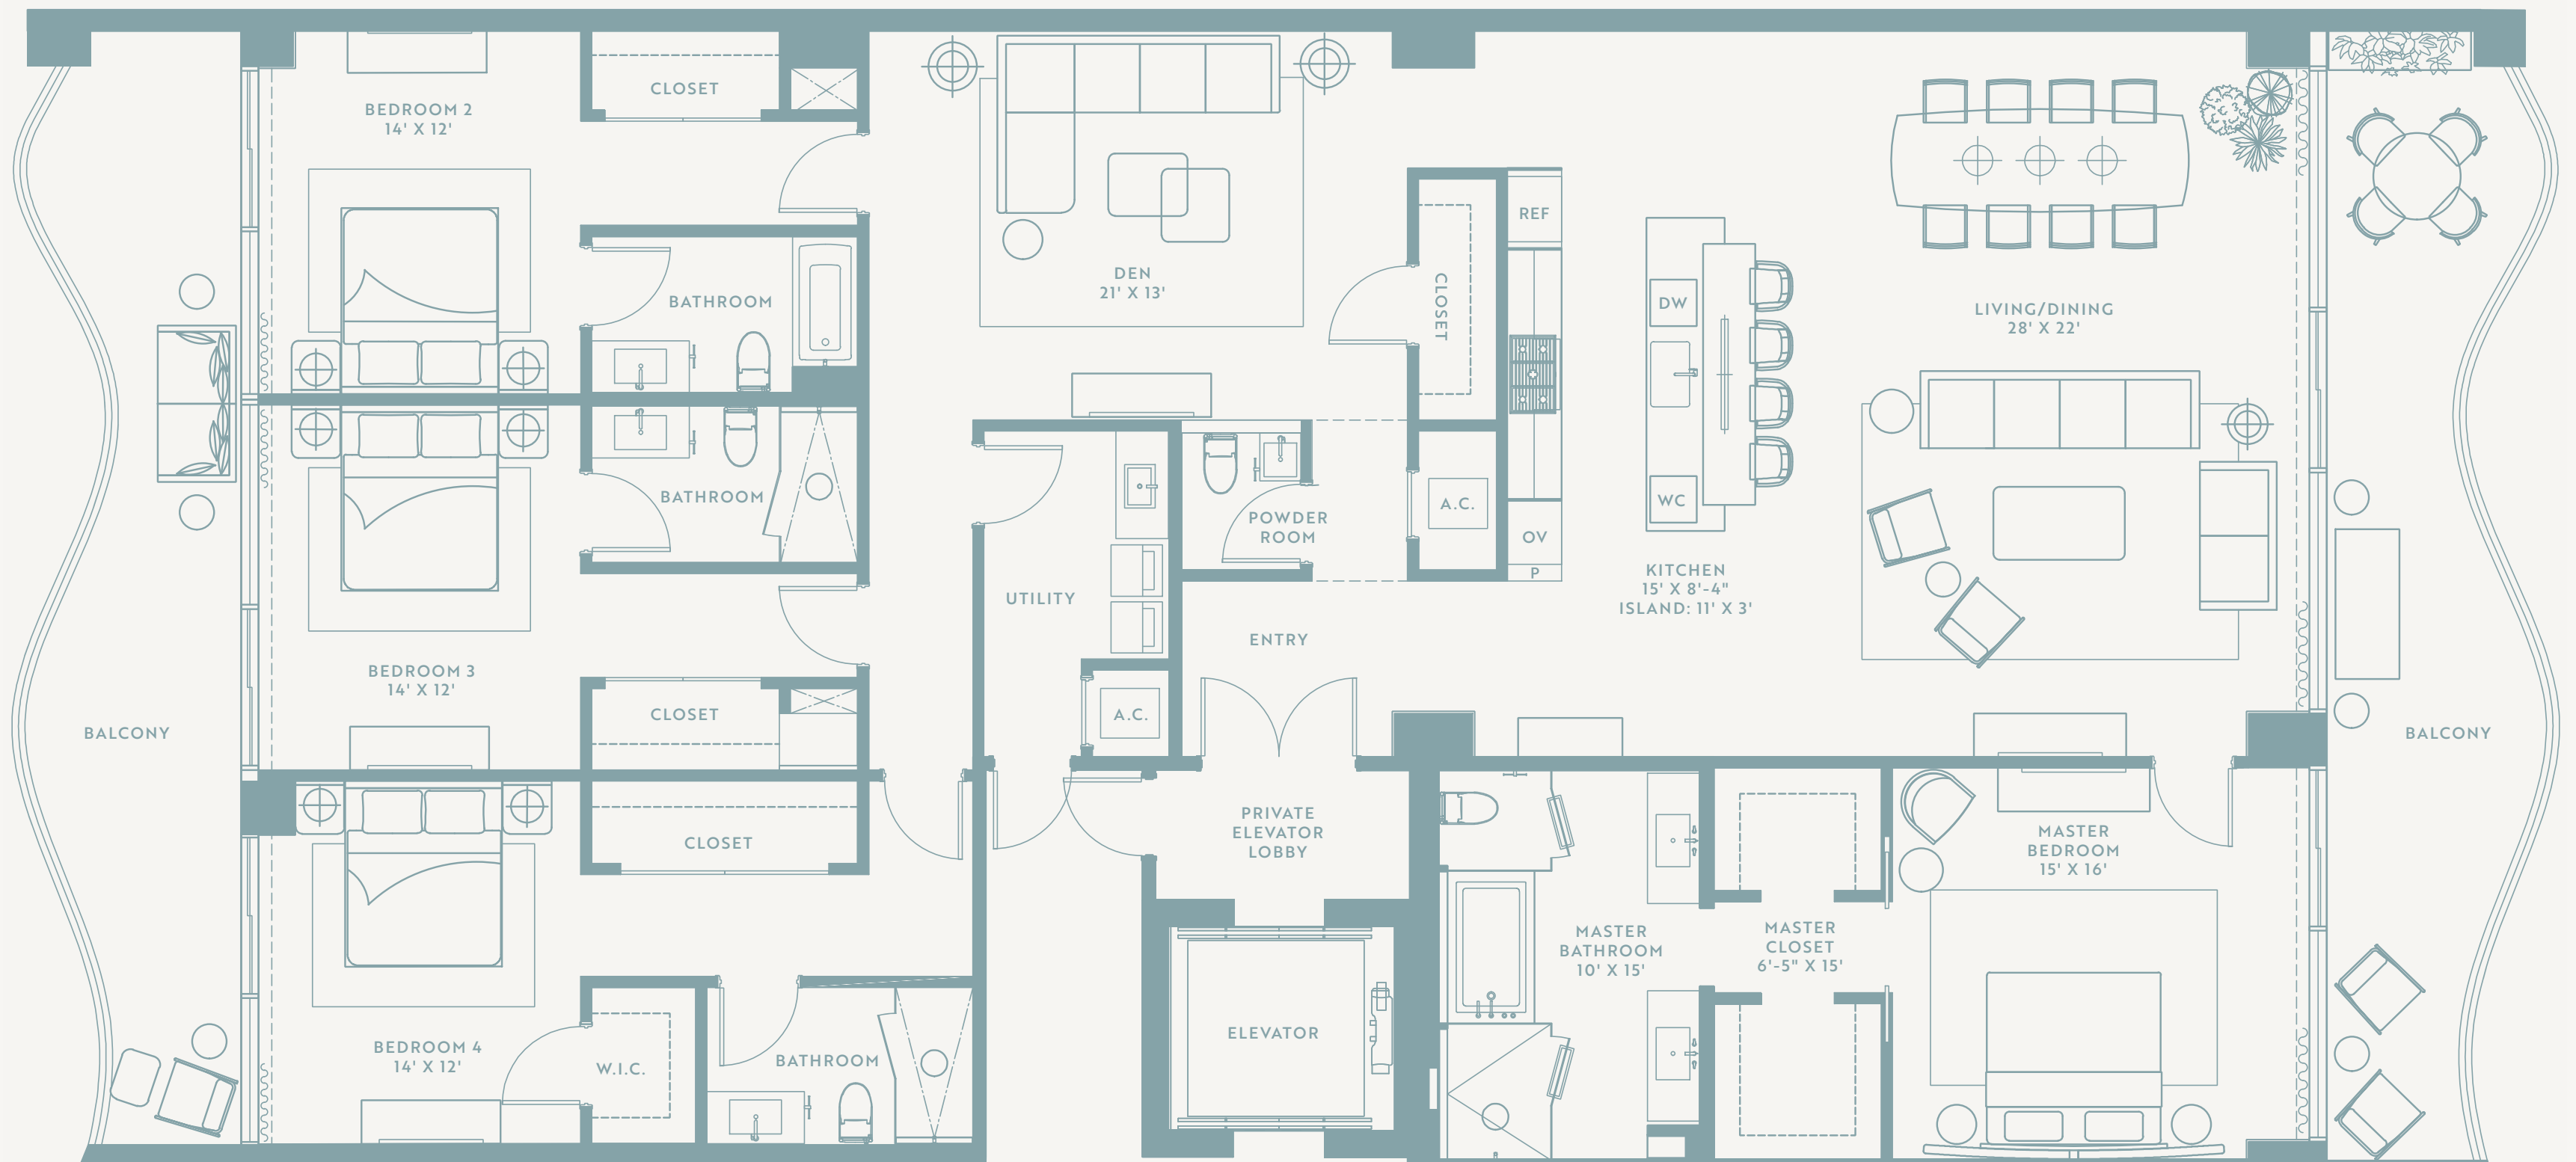 BEDROOM 2
14' X 12'
CLOSET
BATHROOM
BATHROOM
BEDROOM 3
14' X 12'
CLOSET
BALCONY
CLOSET
BEDROOM 4
14' X 12'
W.I.C.
BATHROOM
DEN
21' X 13'
CLOSET
REF
DW
WC
OV
P
A.C.
POWDER
ROOM
UTILITY
A.C.
ENTRY
KITCHEN
15' X 8'-4"
ISLAND: 11' X 3'
LIVING/DINING
28' X 22'
BALCONY
PRIVATE
ELEVATOR
LOBBY
ELEVATOR
MASTER
BATHROOM
10' X 15'
MASTER
CLOSET
6'-5" X 15'
MASTER
BEDROOM
15' X 16'